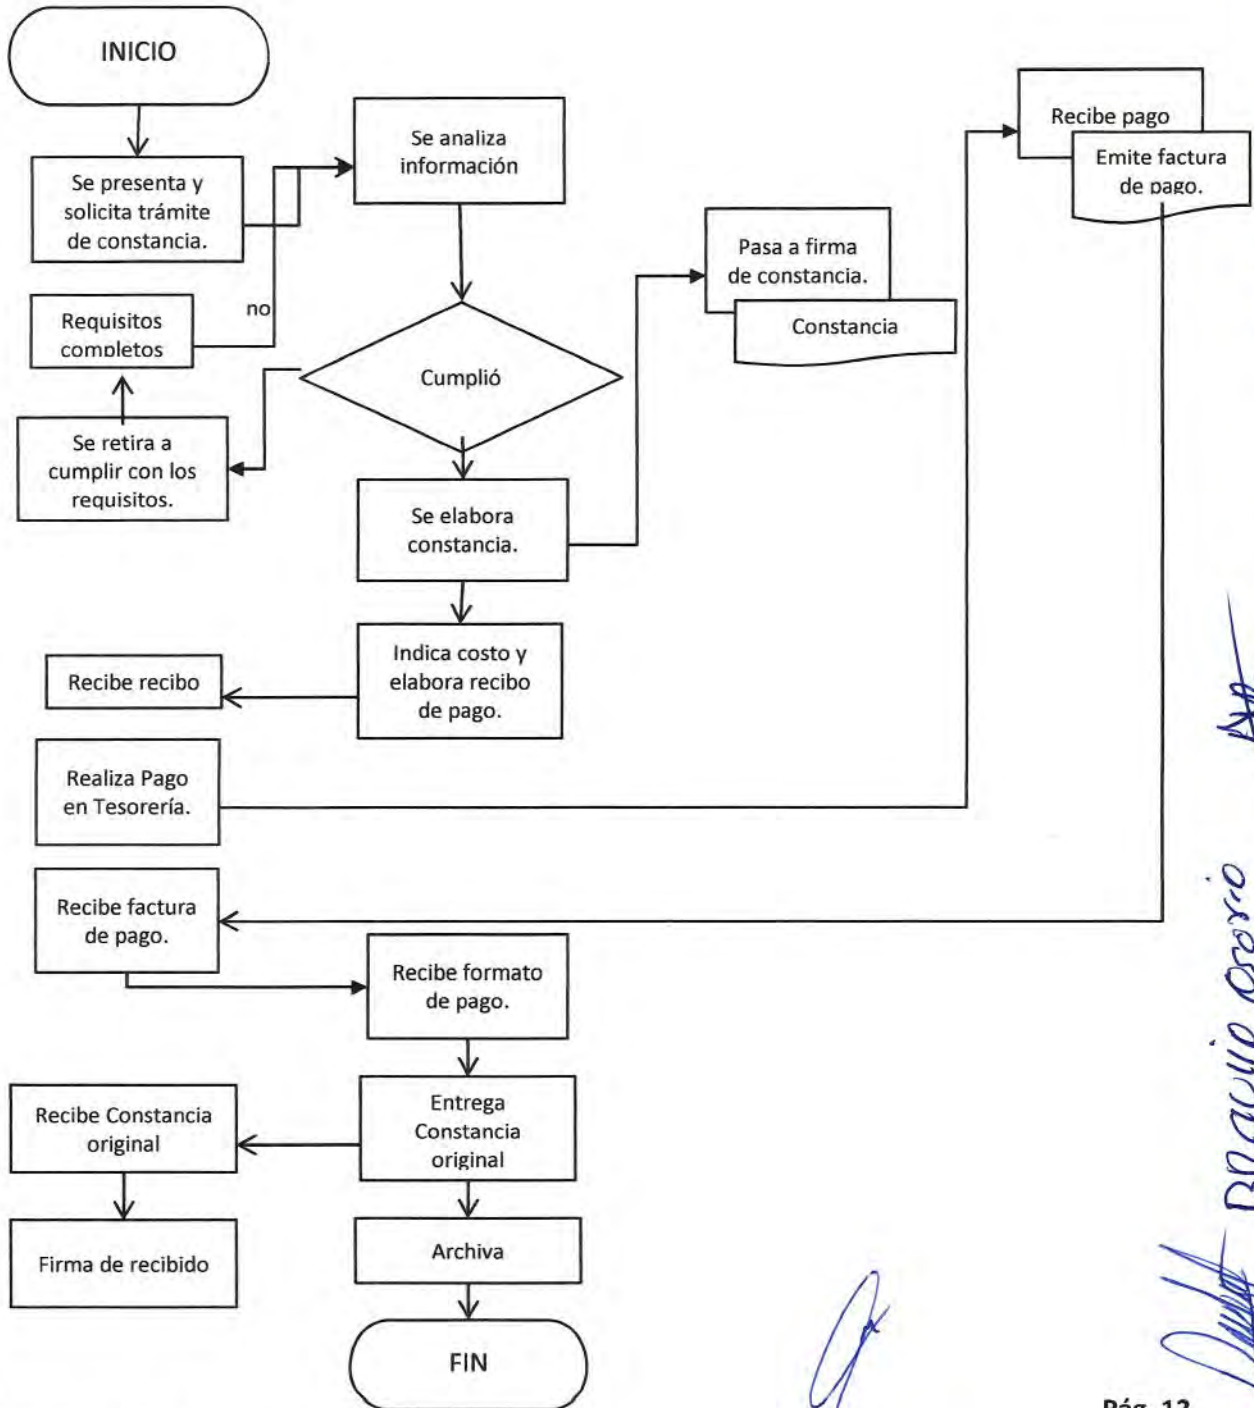 INICIO
Se presenta y
solicita trámite
de constancia.
Se analiza
información
Recibe pago
Emite factura
de pago.
Pasa a firma
de constancia.
Constancia
Requisitos
completos
no
Cumplió
Se retira a
cumplir con los
requisitos.
Se elabora
constancia.
Indica costo y
elabora recibo
de pago.
Recibe recibo
Realiza Pago
en Tesorería.
Recibe factura
de pago.
Recibe formato
de pago.
Entrega
Constancia
original
Recibe Constancia
original
Firma de recibido
Archiva
FIN
Osorio
Pág. 12